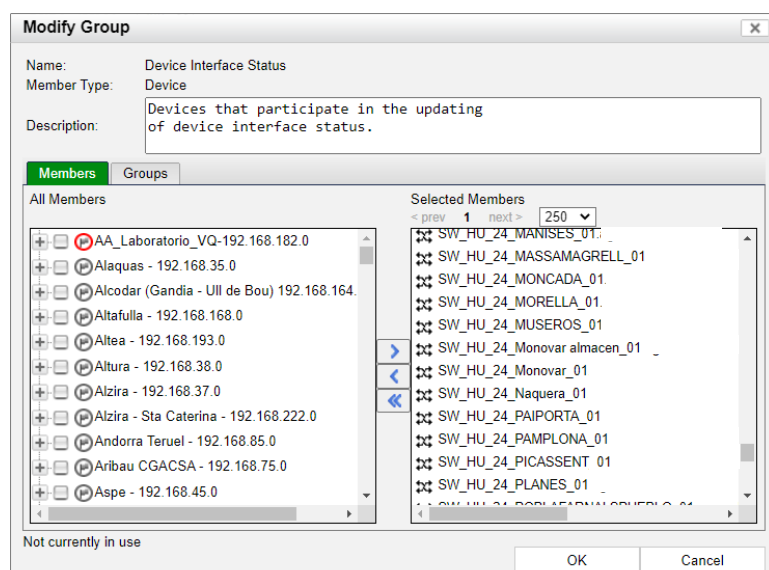 Modify Group
Name: Device Interface Status
Member Type: Device
Description: Devices that participate in the updating
of device interface status.
Members Groups
All Members
AA_Laboratorio_VQ-192.168.182.0
Alaquas - 192.168.35.0
Alcodar (Gandia - Ull de Bou) 192.168.164.
Altafulla - 192.168.168.0
Altea - 192.168.193.0
Altura - 192.168.38.0
Alzira - 192.168.37.0
Alzira - Sta Caterina - 192.168.222.0
Andorra Teruel - 192.168.85.0
Aribau CGACSA - 192.168.75.0
Aspe - 192.168.45.0
Selected Members
< prev 1 next > 250
SW_HU_24_MANISES_01.
SW_HU_24_MASSAMAGRELL_01
SW_HU_24_MONCADA_01.
SW_HU_24_MORELLA_01.
SW_HU_24_MUSEROS_01
SW_HU_24_Monovar almacen_01
SW_HU_24_Monovar_01
SW_HU_24_Naquera_01
SW_HU_24_PAIPORTA_01
SW_HU_24_PAMPLONA_01
SW_HU_24_PICASSENT 01
SW_HU_24_PLANES_01
Not currently in use
OK Cancel